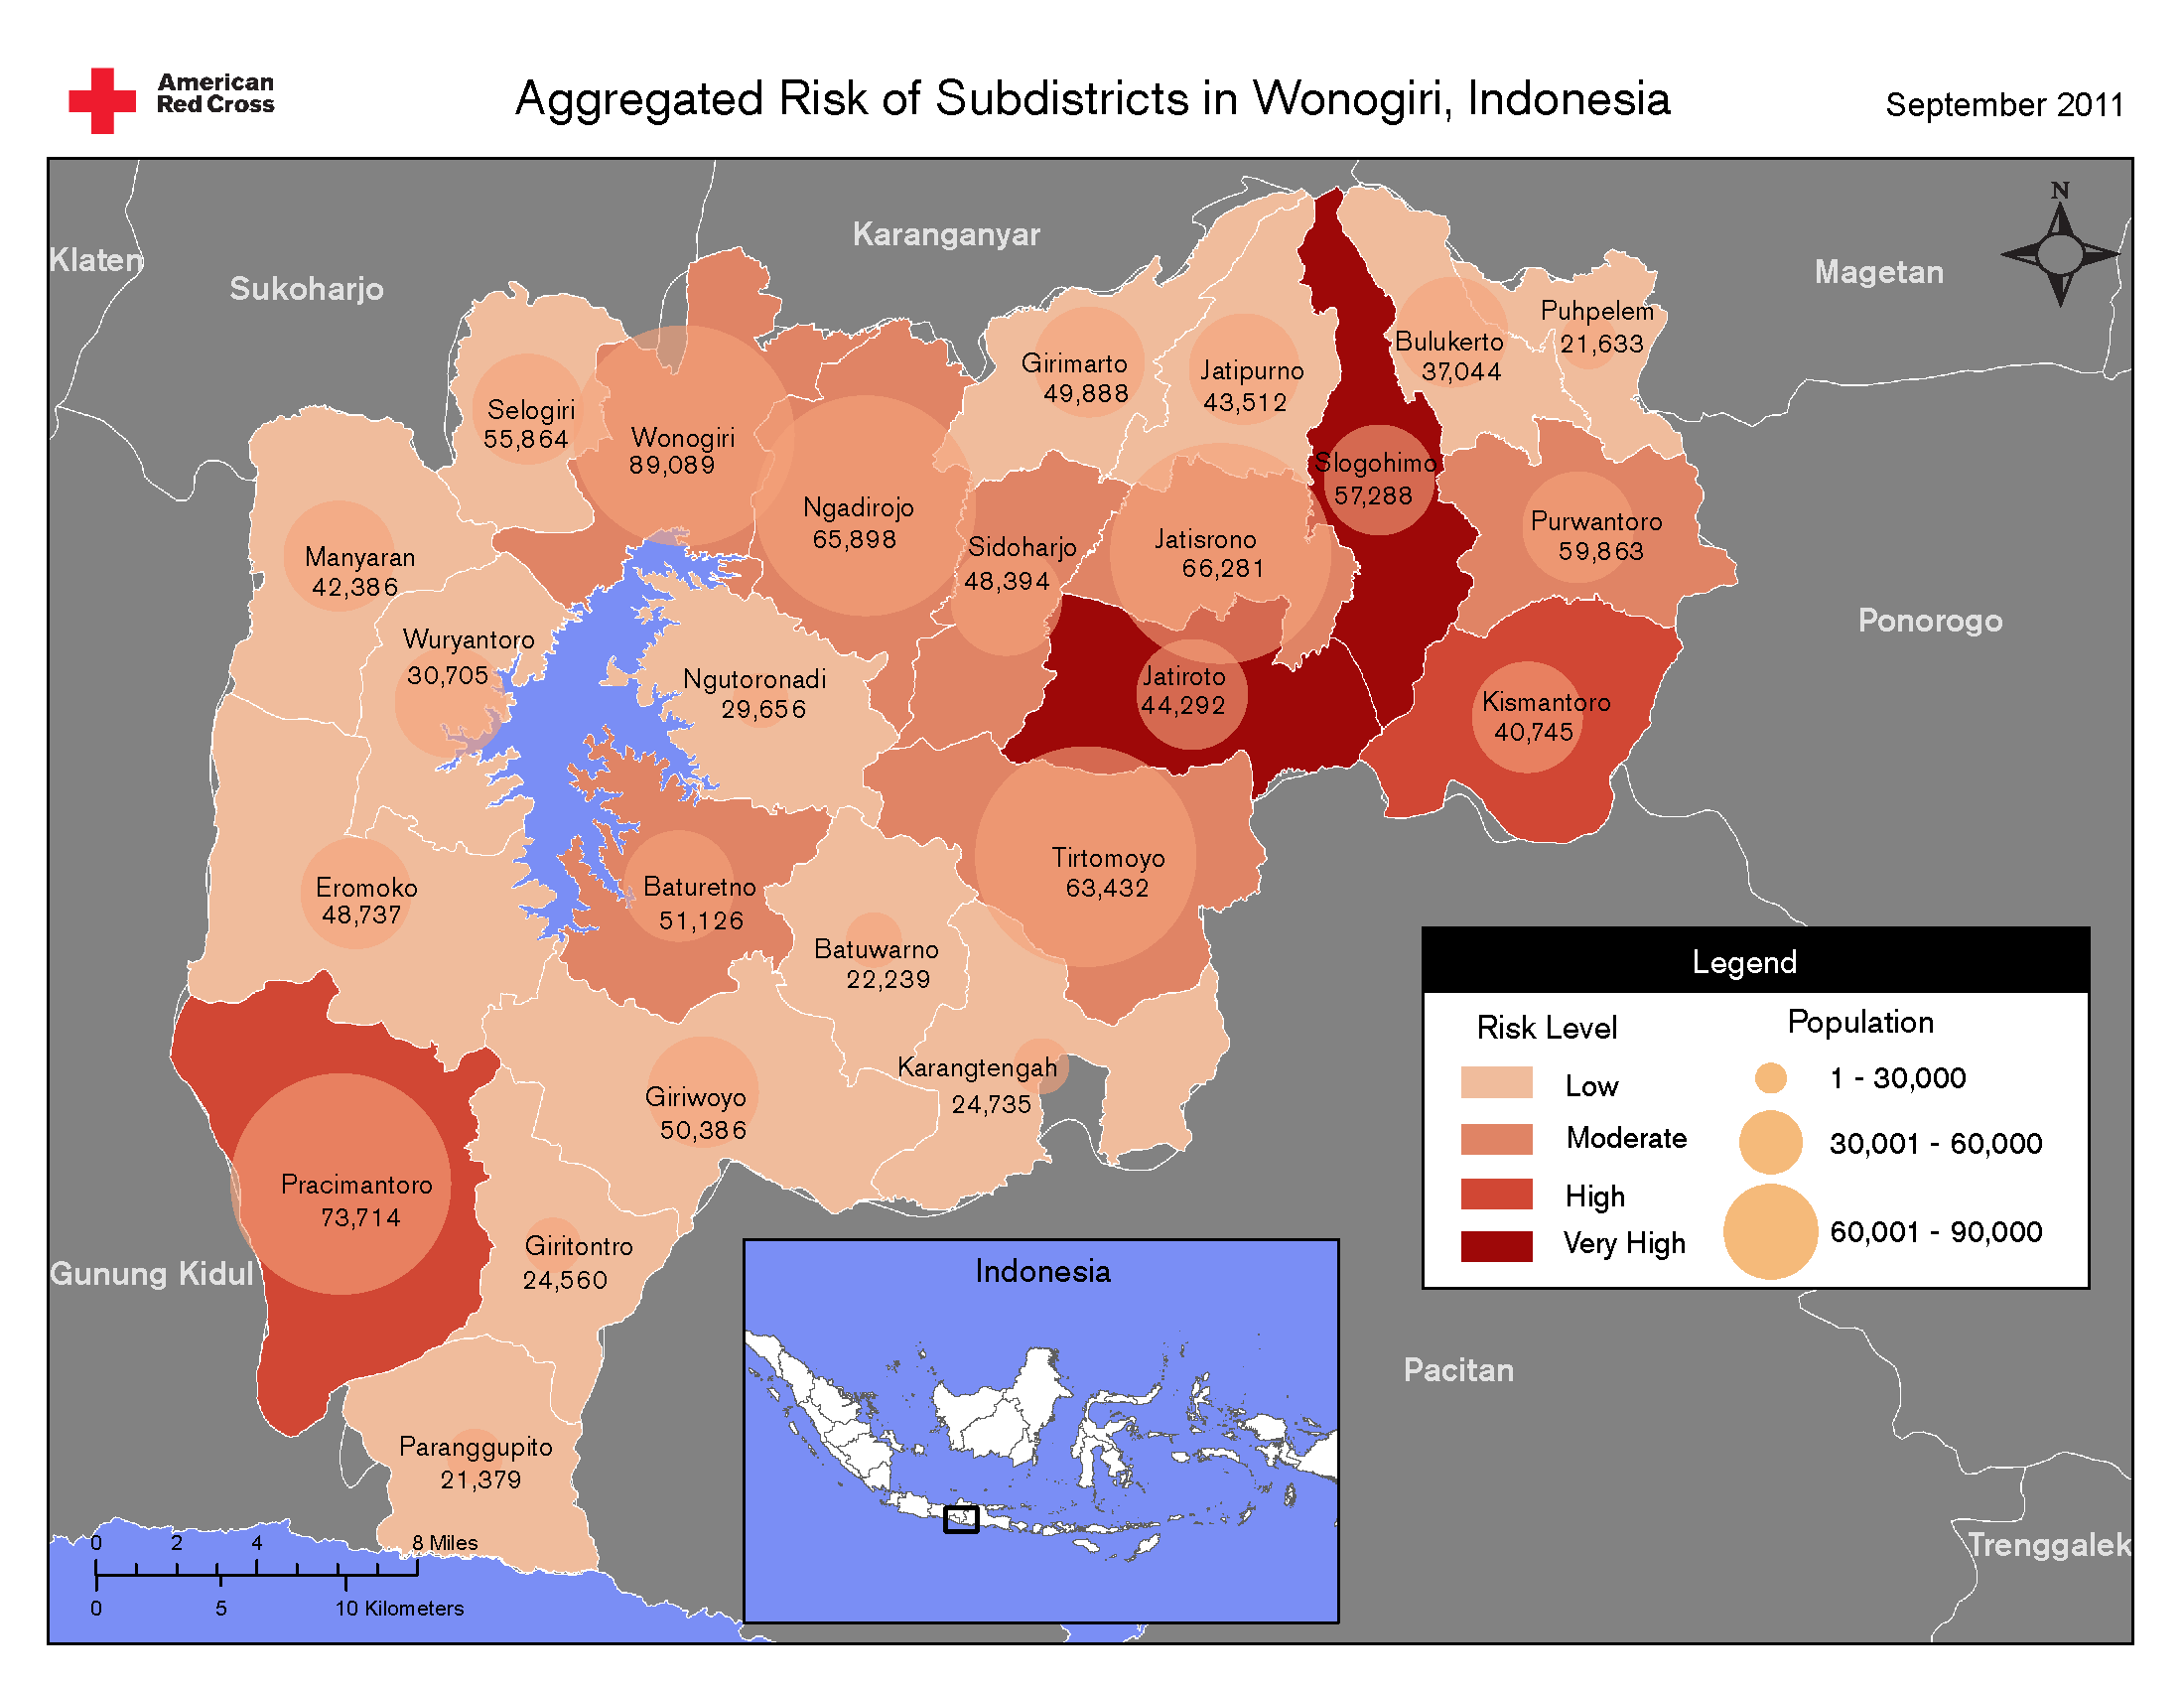 American
Red Cross
Aggregated Risk of Subdistricts in Wonogiri, Indonesia
September 2011
N
Klaten
Sukoharjo
Karanganyar
Magetan
Ponorogo
Gunung Kidul
Pacitan
Trenggalek
Selogiri
55,864
Wonogiri
89,089
Ngadirojo
65,898
Girimarto
49,888
Jatipurno
43,512
Bulukerto
37,044
Puhpelem
21,633
Slogohimo
57,288
Purwantoro
59,863
Manyaran
42,386
Sidoharjo
48,394
Jatisrono
66,281
Wuryantoro
30,705
Ngutoronadi
29,656
Jatiroto
44,292
Kismantoro
40,745
Eromoko
48,737
Baturetno
51,126
Tirtomoyo
63,432
Batuwarno
22,239
Karangtengah
24,735
Giriwoyo
50,386
Pracimantoro
73,714
Giritontro
24,560
Paranggupito
21,379
Legend
Risk Level
Low
Moderate
High
Very High
Population
1 - 30,000
30,001 - 60,000
60,001 - 90,000
Indonesia
0 2 4 8 Miles
0 5 10 Kilometers